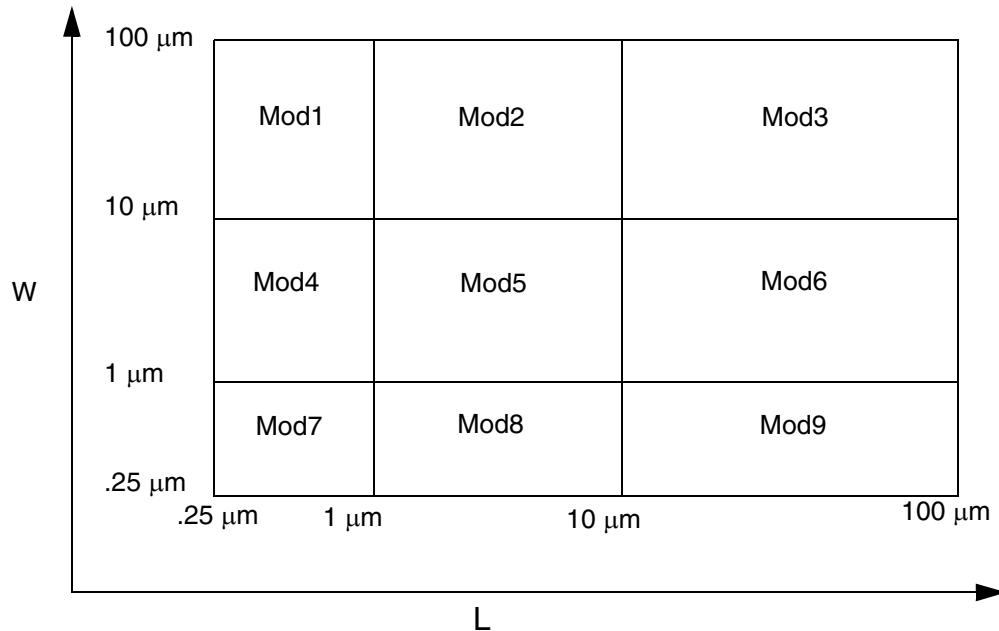 100 μm
Mod1 Mod2 Mod3
10 μm
Mod4 Mod5 Mod6
W
1 μm
Mod7 Mod8 Mod9
.25 μm
.25 μm 1 μm 10 μm 100 μm
L